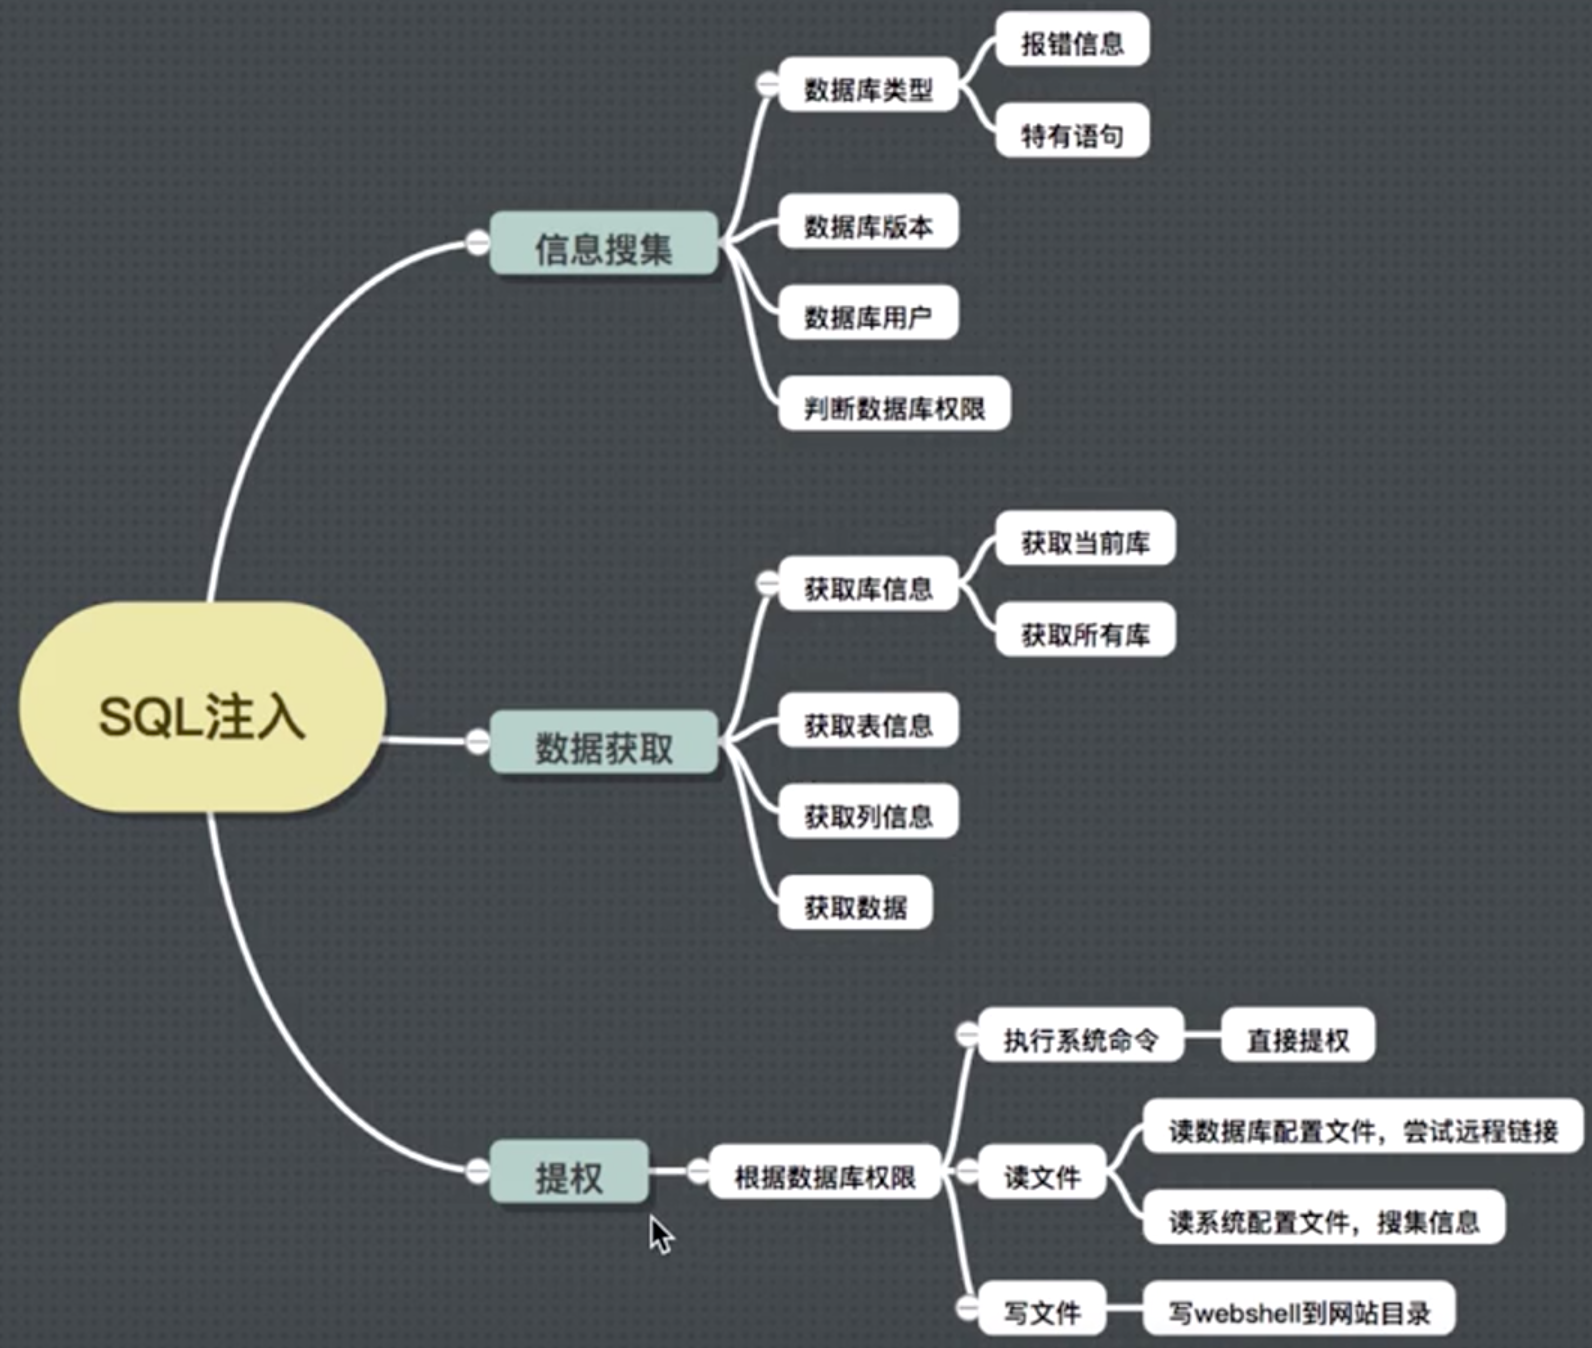 SQL注入
信息搜集
数据库类型
报错信息
特有语句
数据库版本
数据库用户
判断数据库权限
数据获取
获取库信息
获取当前库
获取所有库
获取表信息
获取列信息
获取数据
提权
根据数据库权限
执行系统命令
直接提权
读文件
读数据库配置文件，尝试远程链接
读系统配置文件，搜集信息
写文件
写webshell到网站目录